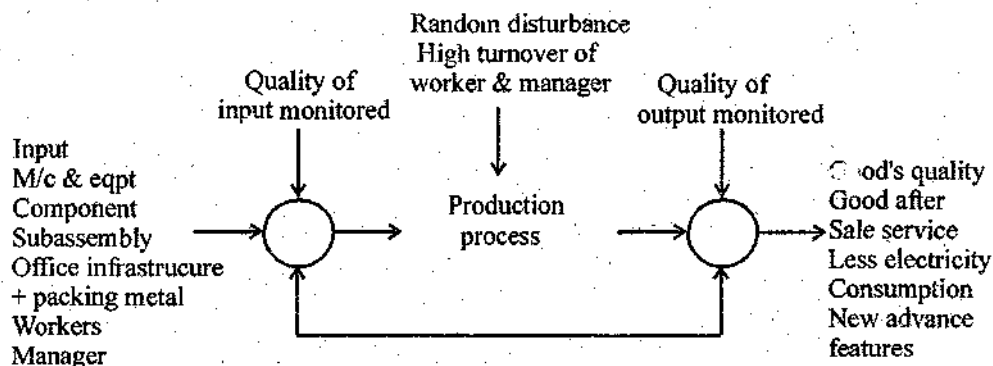 Random disturbance
High turnover of
worker & manager
Quality of
input monitored
Quality of
output monitored
Input
M/c & eqpt
Component
Subassembly
Office infrastrucure
+ packing metal
Workers
Manager
Production
process
quality
Good after
Sale service
Less electricity
Consumption
New advance
features